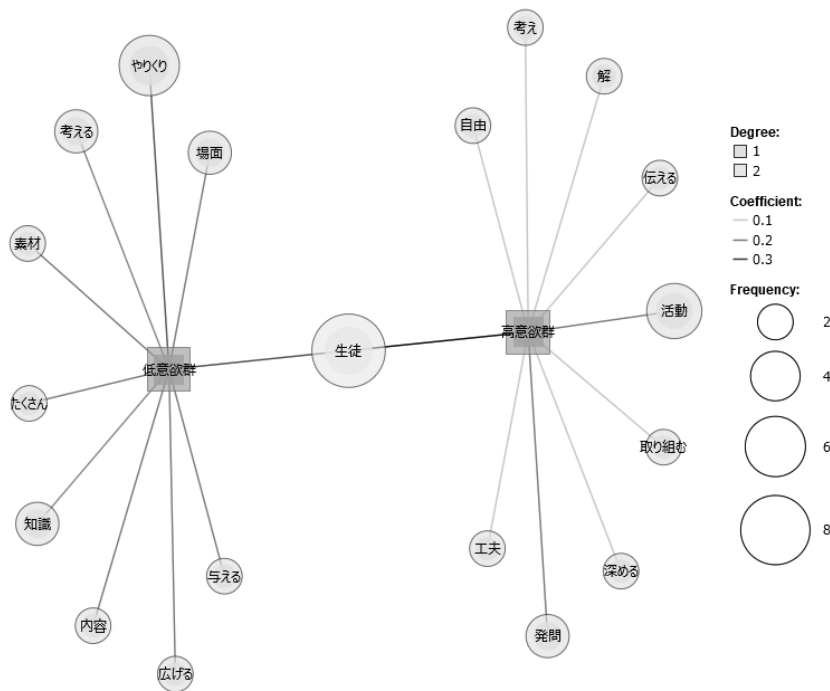 考え
やりくり
解
考える
自由
場面
伝える
素材
活動
生徒
高意欲群
低意欲群
たくさん
取り組む
知識
工夫
深める
与える
内容
発問
広げる
Degree:
1
2
Coefficient:
0.1
0.2
0.3
Frequency:
2
4
6
8